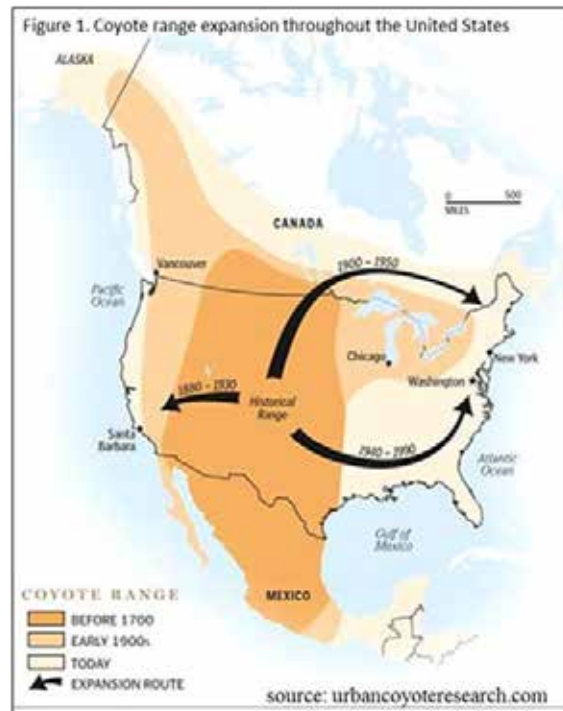 Figure 1. Coyote range expansion throughout the United States
ALASKA
0 500
MILES
CANADA
1900 – 1950
Vancouver
Pacific
Ocean
Chicago
New York
Washington
1880 – 1930
Historical
Range
Santa
Barbara
1940 – 1990
Atlantic
Ocean
Gulf of
Mexico
COYOTE RANGE
MEXICO
BEFORE 1700
EARLY 1900s
TODAY
EXPANSION ROUTE
source: urbancoyoteresearch.com